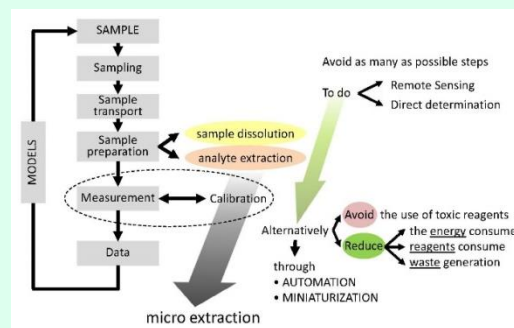 SAMPLE
Sampling
Sample
transport
Sample
preparation
sample dissolution
analyte extraction
Measurement
Calibration
Data
MODELS
micro extraction
Avoid as many as possible steps
To do
Remote Sensing
Direct determination
Alternatively
Avoid the use of toxic reagents
Reduce
the energy consume
reagents consume
waste generation
through
• AUTOMATION
• MINIATURIZATION